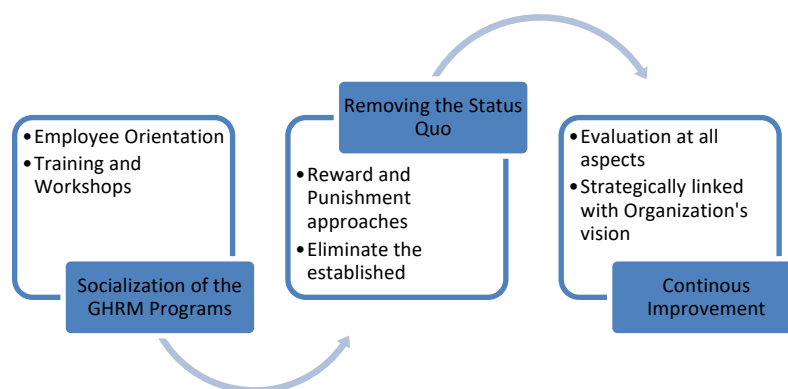 •Employee Orientation
•Training and
Workshops
Socialization of the
GHRM Programs
Removing the Status
Quo
•Reward and
Punishment
approaches
•Eliminate the
established
•Evaluation at all
aspects
•Strategically linked
with Organization's
vision
Continous
Improvement